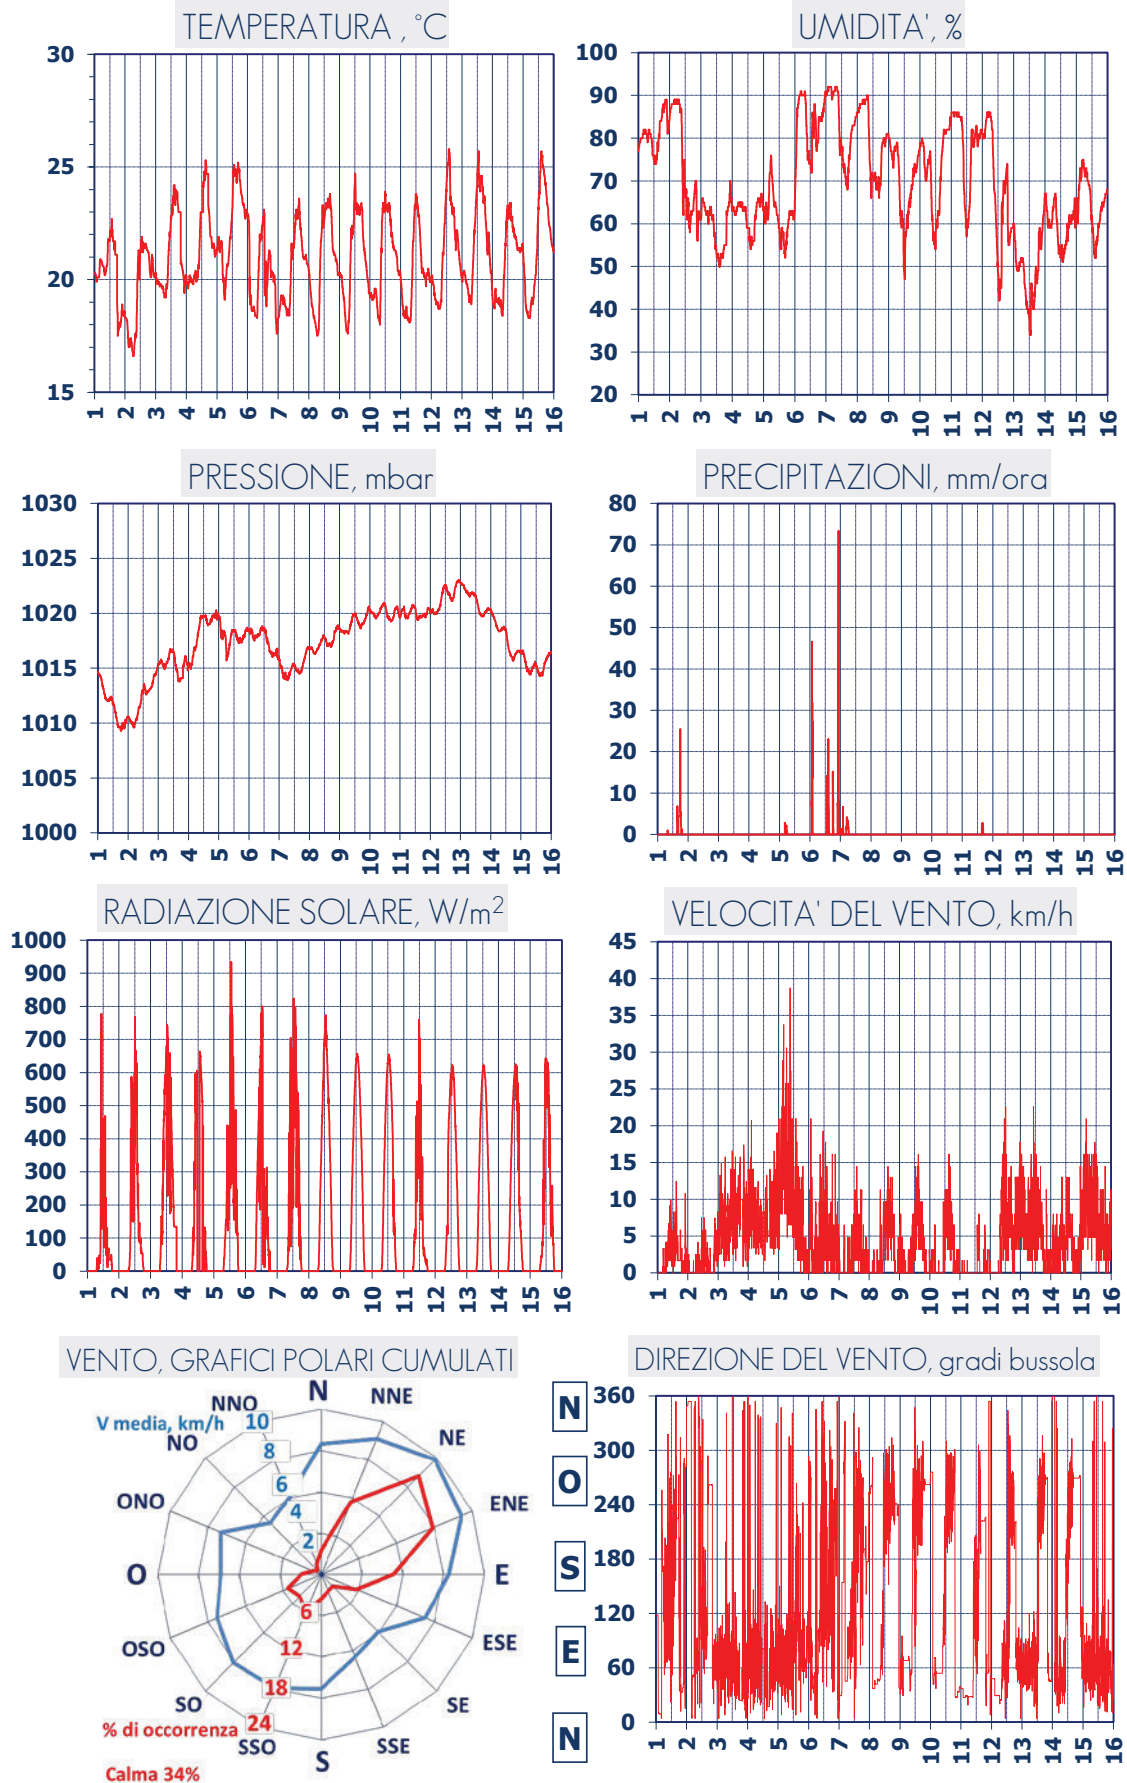 TEMPERATURA , °C
30
25
20
15
1 2 3 4 5 6 7 8 9 10 11 12 13 14 15 16
UMIDITA', %
100
90
80
70
60
50
40
30
20
1 2 3 4 5 6 7 8 9 10 11 12 13 14 15 16
PRESSIONE, mbar
1030
1025
1020
1015
1010
1005
1000
1 2 3 4 5 6 7 8 9 10 11 12 13 14 15 16
PRECIPITAZIONI, mm/ora
80
70
60
50
40
30
20
10
0
1 2 3 4 5 6 7 8 9 10 11 12 13 14 15 16
RADIAZIONE SOLARE, W/m²
1000
900
800
700
600
500
400
300
200
100
0
1 2 3 4 5 6 7 8 9 10 11 12 13 14 15 16
VELOCITA' DEL VENTO, km/h
45
40
35
30
25
20
15
10
5
0
1 2 3 4 5 6 7 8 9 10 11 12 13 14 15 16
VENTO, GRAFICI POLARI CUMULATI
N
NNE
NE
ENE
E
ESE
SE
SSE
S
SSO
SO
OSO
O
ONO
NO
NNO
V media, km/h
10
8
6
4
2
6
12
18
24
% di occorrenza
Calma 34%
DIREZIONE DEL VENTO, gradi bussola
N
O
S
E
N
360
300
240
180
120
60
0
1 2 3 4 5 6 7 8 9 10 11 12 13 14 15 16